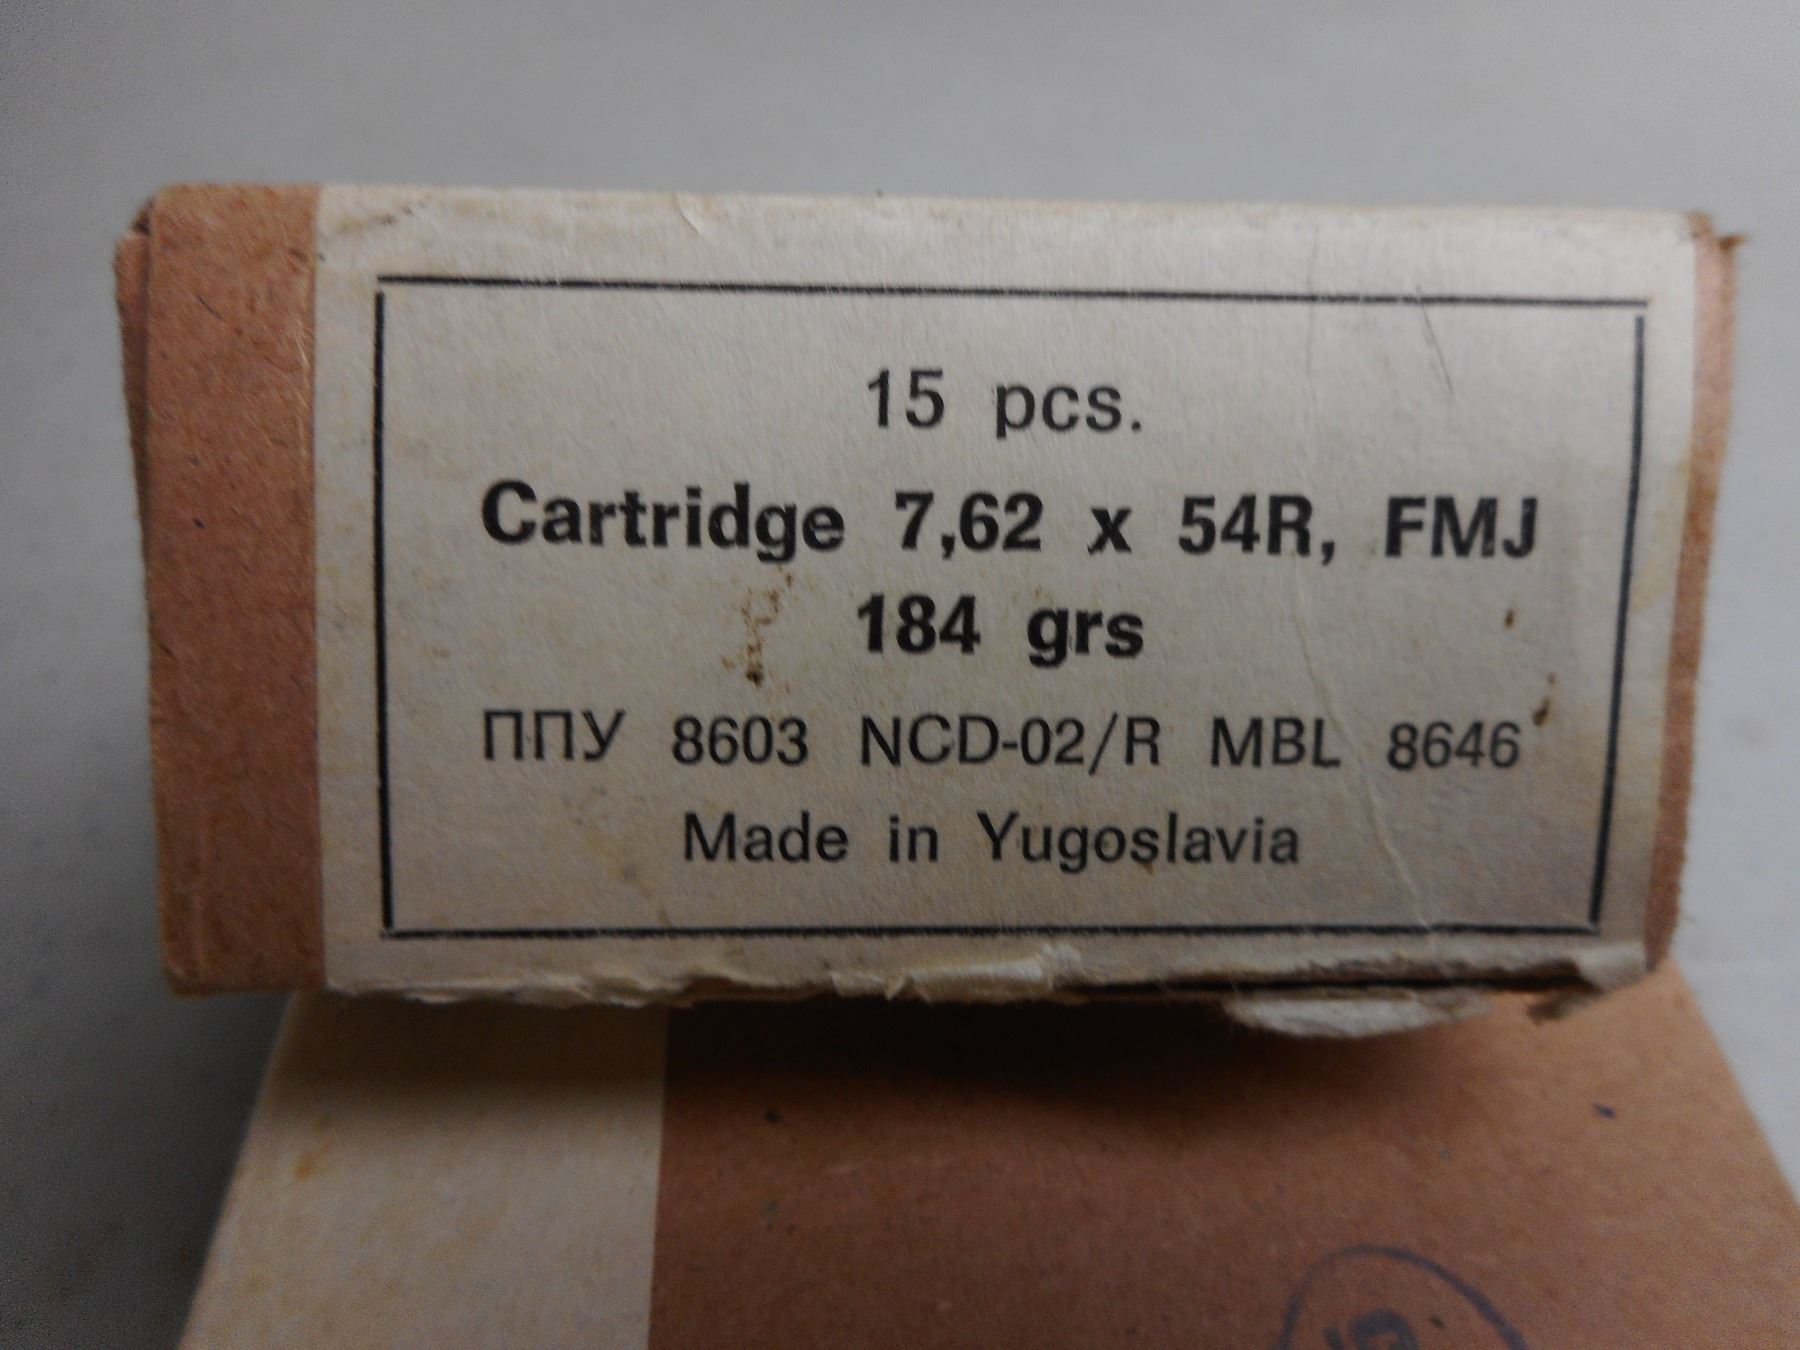 15 pcs.
Cartridge 7,62 x 54R, FMJ
184 grs
ППУ 8603 NCD-02/R MBL 8646
Made in Yugoslavia